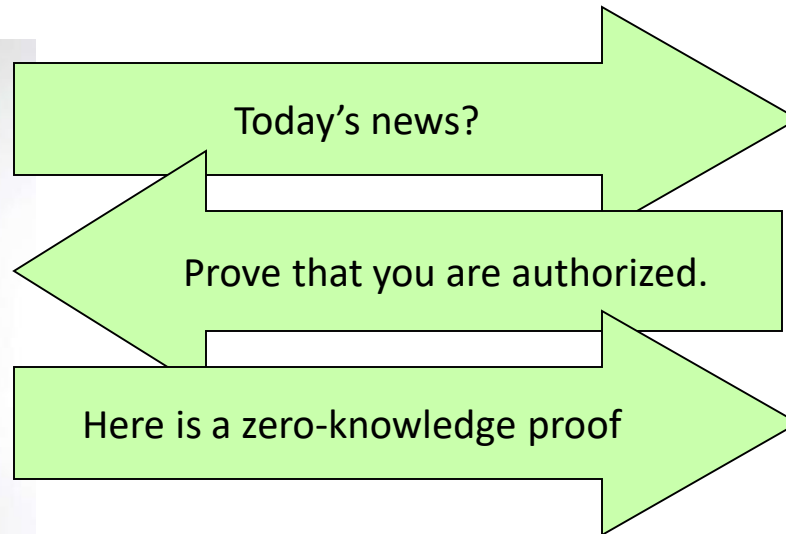 Today’s news?
Prove that you are authorized.
Here is a zero-knowledge proof